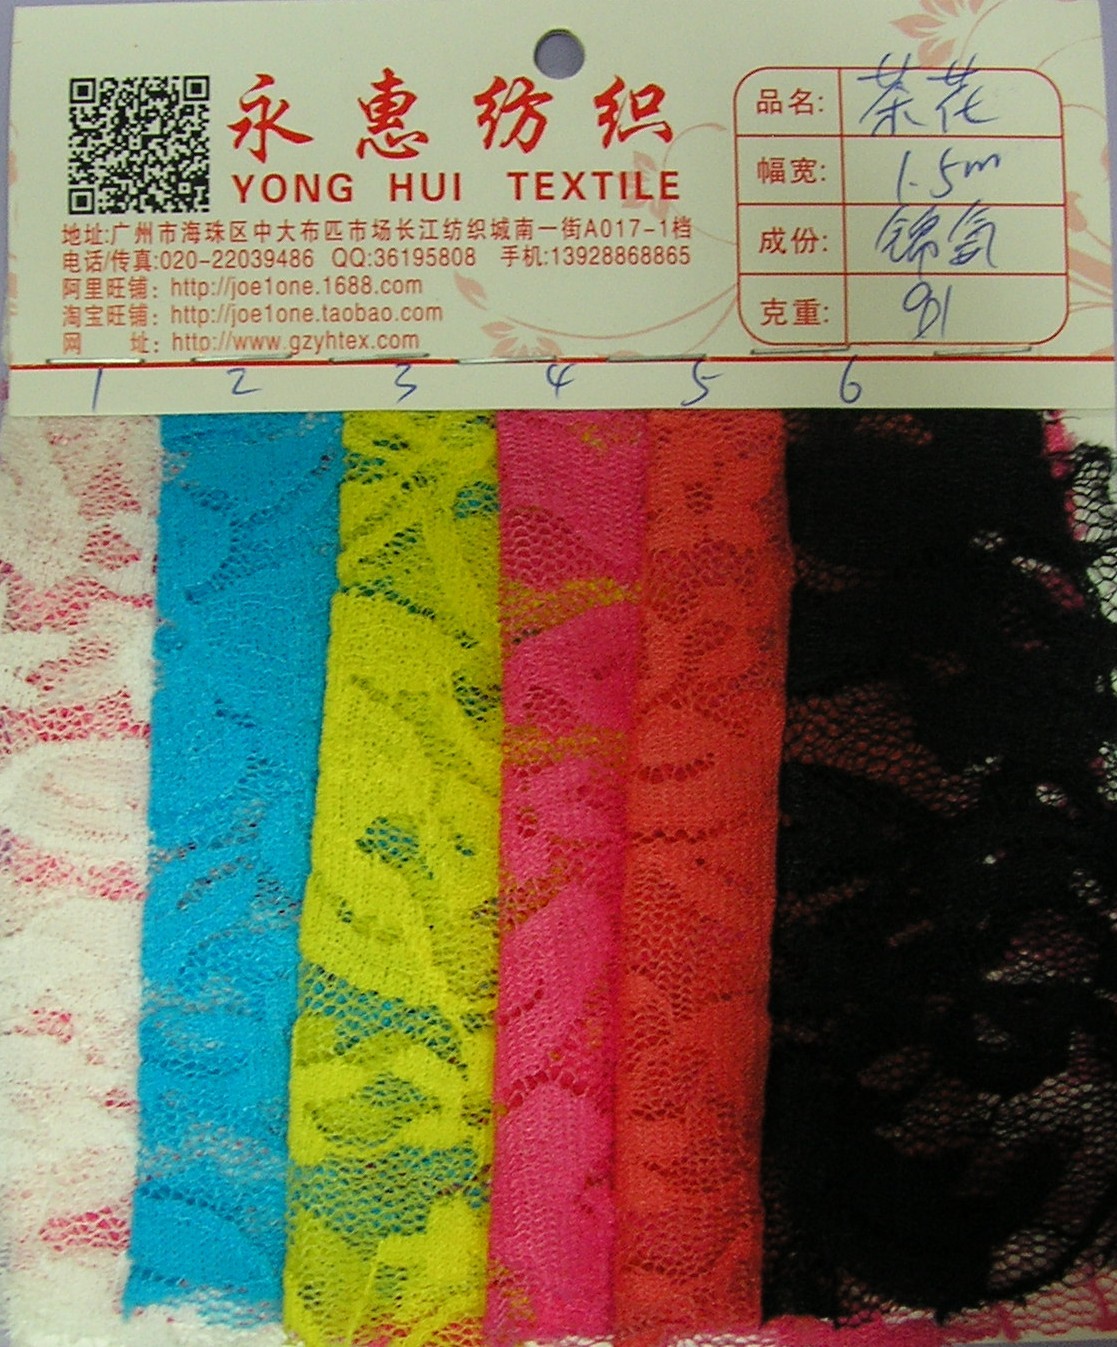 永惠纺织
YONG HUI TEXTILE
地址:广州市海珠区中大布匹市场长江纺织城南一街A017-1档
电话/传真:020-22039486 QQ:36195808 手机:13928868865
阿里旺铺：http://joe1one.1688.com
淘宝旺铺：http://joe1one.taobao.com
网 址：http://www.gzyhtex.com
品名: 茶花
幅宽: 1.5m
成份: 锦氨
克重:
1 2 3 4 5 6